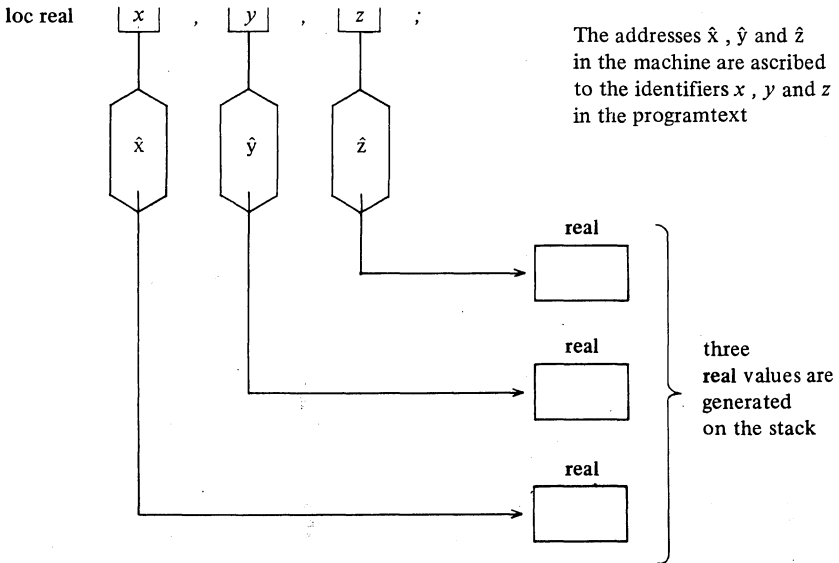 loc real x , y , z ;
The addresses x̂ , ŷ and ẑ
in the machine are ascribed
to the identifiers x , y and z
in the programtext
x̂ ŷ ẑ
real
real
three
real values are
generated
on the stack
real